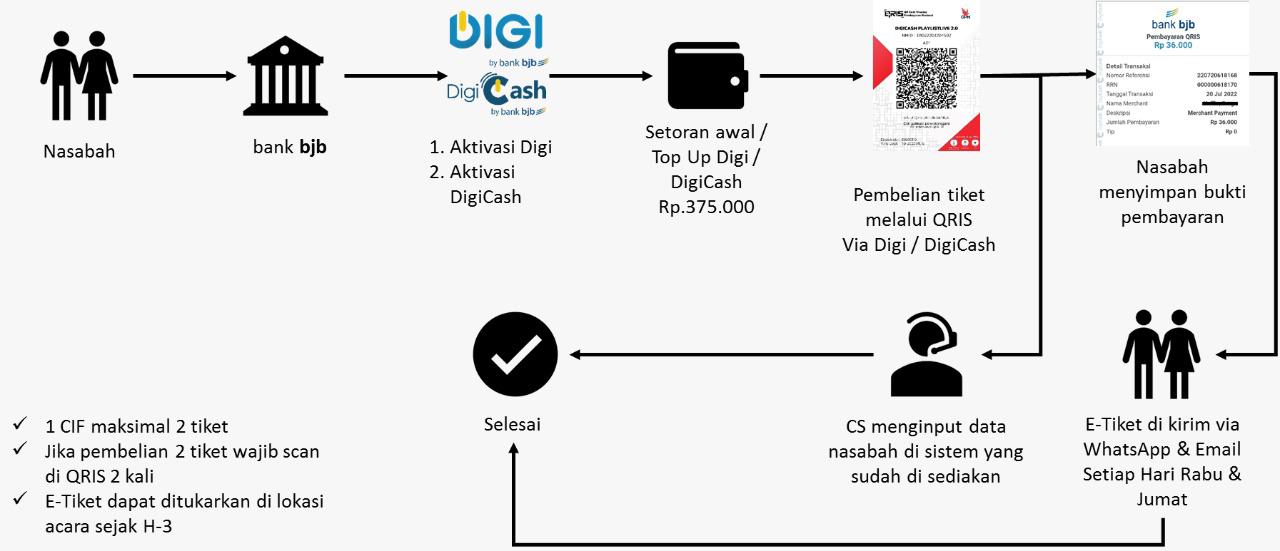 Nasabah
bank bjb
DIGI
by bank bjb
DigiCash
by bank bjb
1. Aktivasi Digi
2. Aktivasi
DigiCash
Setoran awal /
Top Up Digi /
DigiCash
Rp.375.000
QRIS
GPN
DIGICASH PLAYLISTLIVE 2.0
Pembelian tiket
melalui QRIS
Via Digi / DigiCash
bank bjb
Pembayaran QRIS
Rp 36.000
Detail Transaksi
Nomor Referensi 220720618168
RRN 000000618170
Tanggal Transaksi 20 Jul 2022
Nama Merchant
Deskripsi Merchant Payment
Jumlah Pembayaran Rp 36.000
Tip Rp 0
Nasabah
menyimpan bukti
pembayaran
Selesai
CS menginput data
nasabah di sistem yang
sudah di sediakan
E-Tiket di kirim via
WhatsApp & Email
Setiap Hari Rabu &
Jumat
✓ 1 CIF maksimal 2 tiket
✓ Jika pembelian 2 tiket wajib scan
di QRIS 2 kali
✓ E-Tiket dapat ditukarkan di lokasi
acara sejak H-3